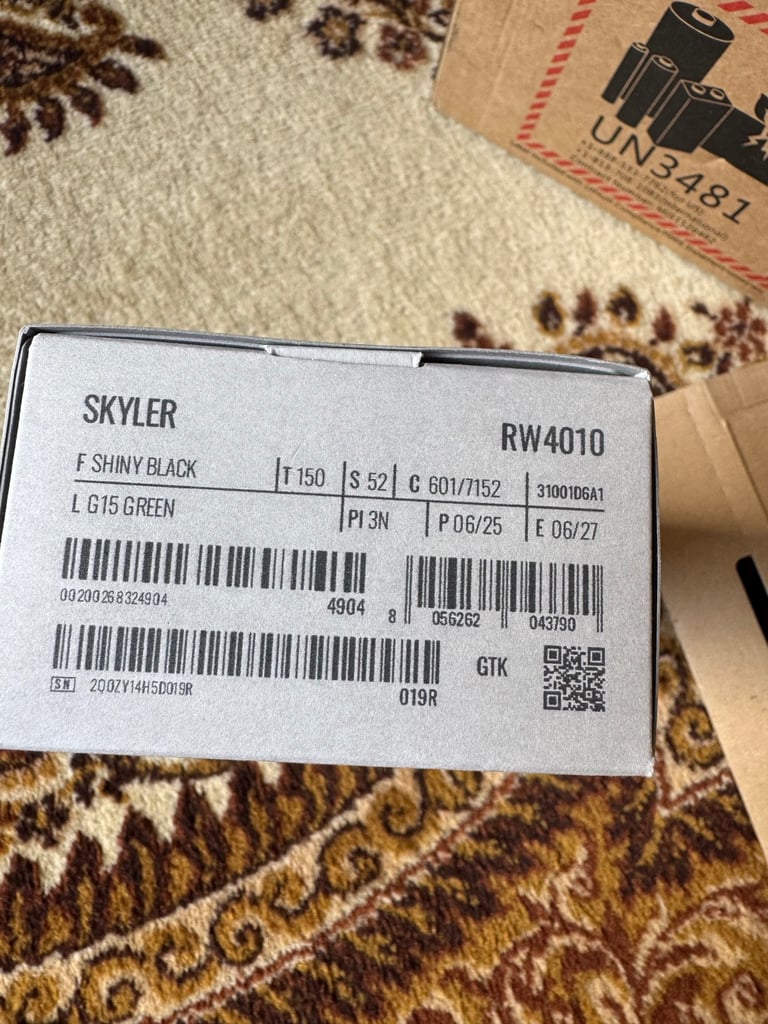 UN3481
SKYLER
RW4010
F SHINY BLACK T 150 S 52 C 601/7152 31001D6A1
L G15 GREEN PI 3N P 06/25 E 06/27
00200268324904 4904
8 056262 043790
SN 2Q0ZY14H5D019R 019R
GTK